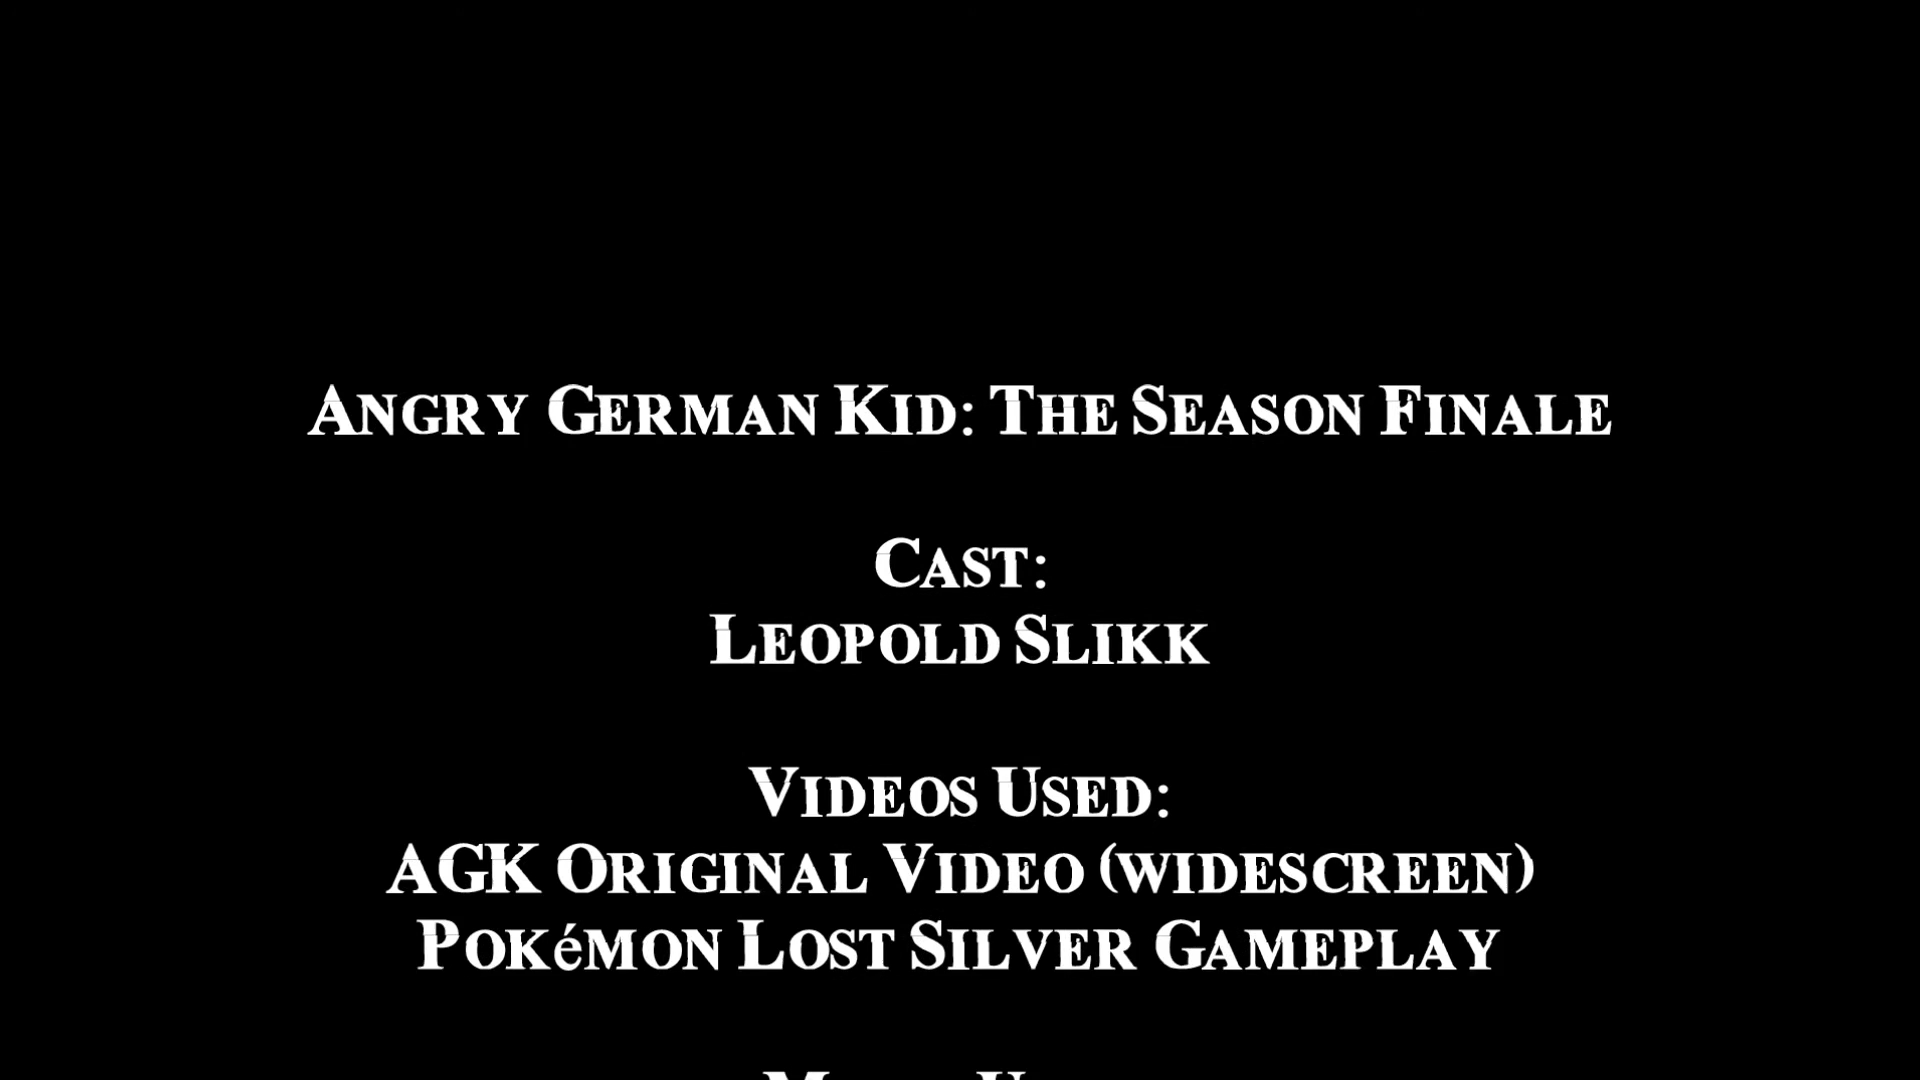 Angry German Kid: The Season Finale
Cast:
Leopold Slikk
Videos Used:
AGK Original Video (widescreen)
Pokémon Lost Silver Gameplay